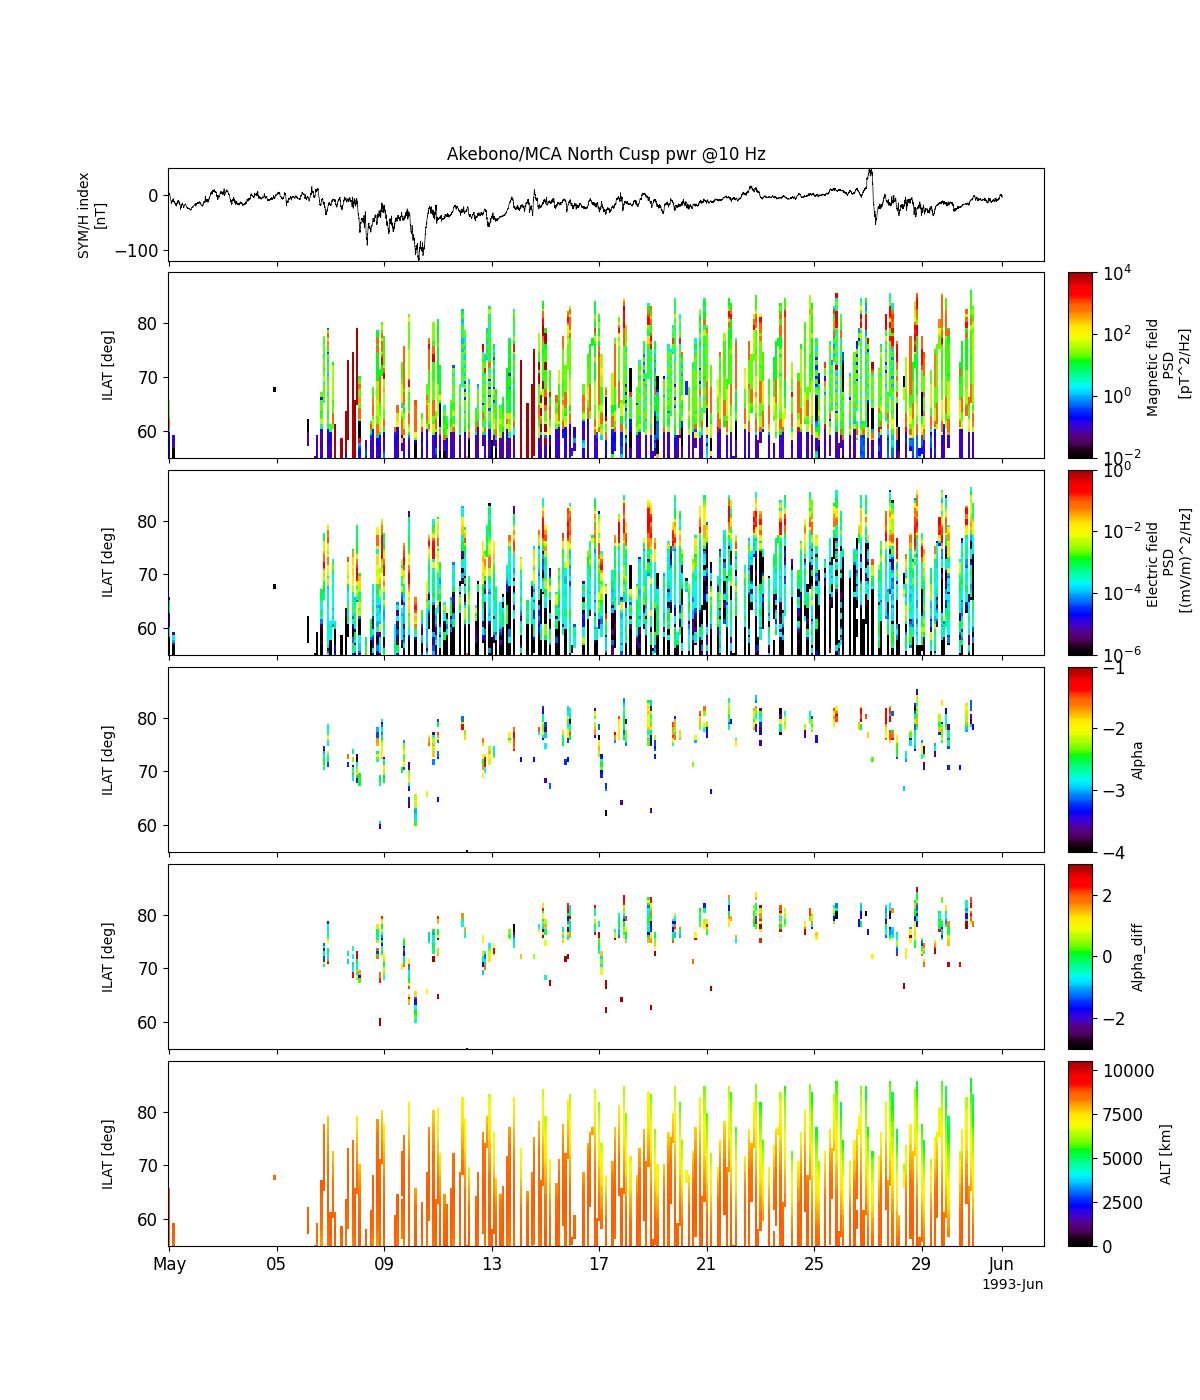 Akebono/MCA North Cusp pwr @10 Hz
SYM/H index
[nT]
0
−100
ILAT [deg]
80
70
60
10^4
10^2
10^0
10^−2
Magnetic field
PSD
[pT^2/Hz]
ILAT [deg]
80
70
60
10^0
10^−2
10^−4
10^−6
Electric field
PSD
[(mV/m)^2/Hz]
ILAT [deg]
80
70
60
−1
−2
−3
−4
Alpha
ILAT [deg]
80
70
60
2
0
−2
Alpha_diff
ILAT [deg]
80
70
60
10000
7500
5000
2500
0
ALT [km]
May 05 09 13 17 21 25 29 Jun
1993-Jun